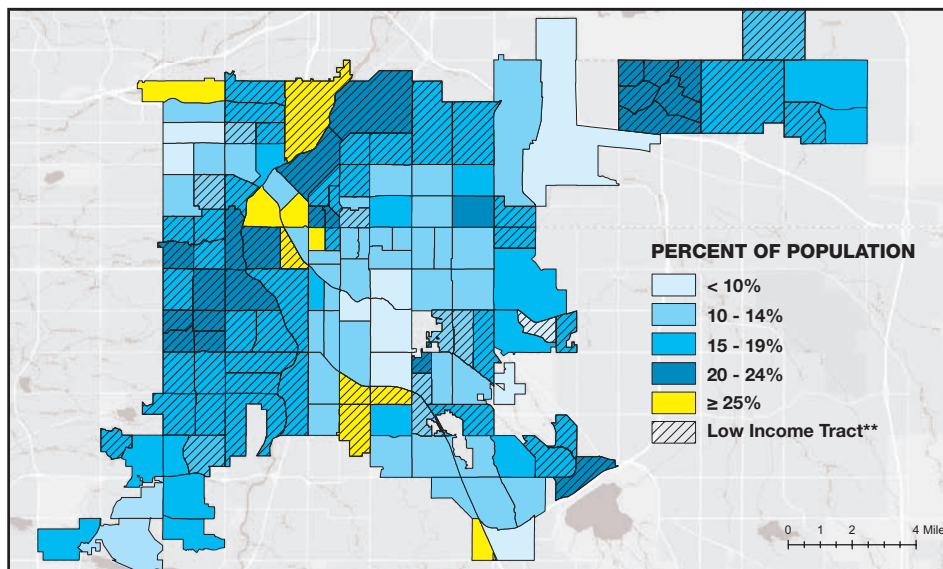 PERCENT OF POPULATION
< 10%
10 - 14%
15 - 19%
20 - 24%
≥ 25%
Low Income Tract**
0 1 2 4 Mile